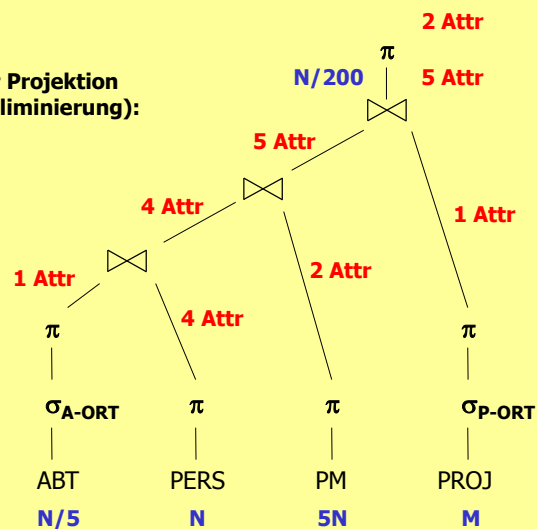 2 Attr
π
Projektion
N/200
5 Attr
liminierung):
5 Attr
4 Attr
1 Attr
2 Attr
1 Attr
4 Attr
π
π
σA-ORT
π
π
σP-ORT
ABT
PERS
PM
PROJ
N/5
N
5N
M